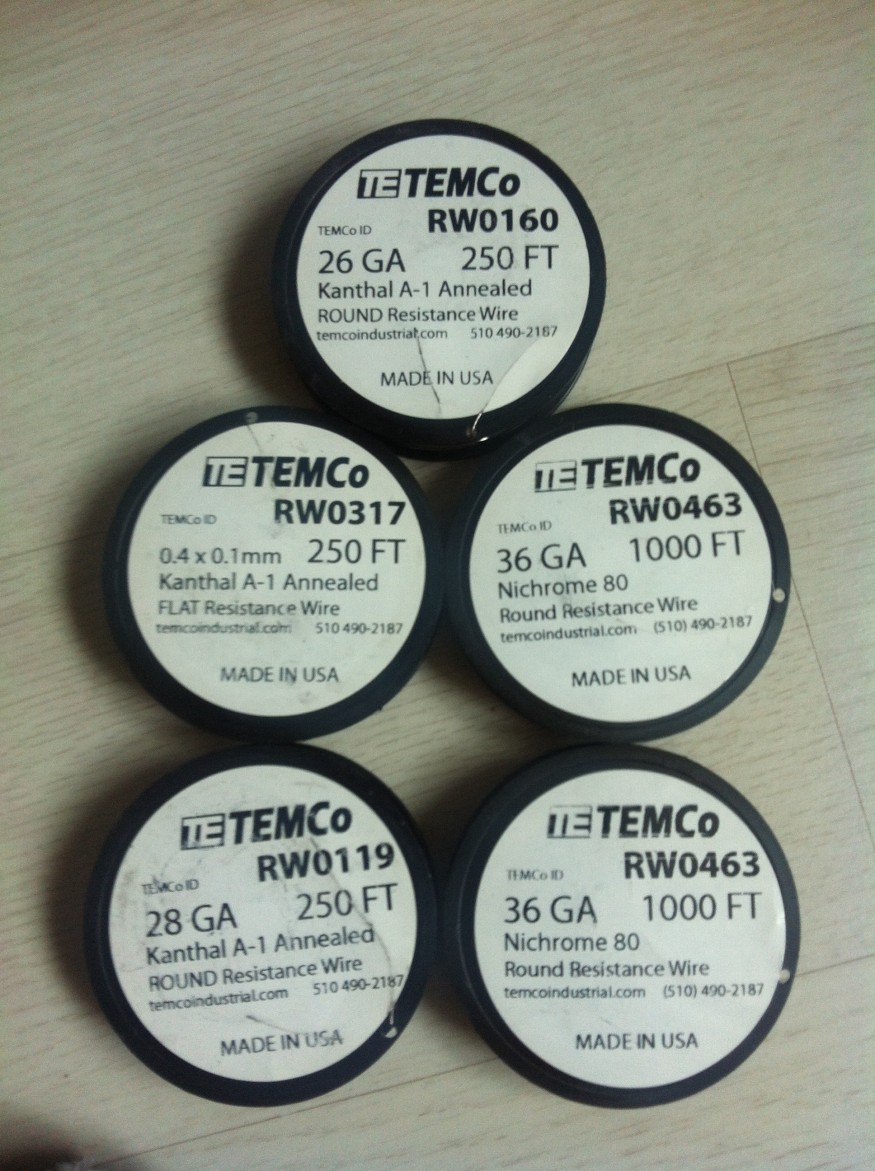 TE TEMCo
TEMCo ID RW0160
26 GA 250 FT
Kanthal A-1 Annealed
ROUND Resistance Wire
temcoindustrial.com 510 490-2187
MADE IN USA
TE TEMCo
TEMCo ID RW0317
0.4 x 0.1mm 250 FT
Kanthal A-1 Annealed
FLAT Resistance Wire
temcoindustrial.com 510 490-2187
MADE IN USA
TE TEMCo
TEMCo ID RW0463
36 GA 1000 FT
Nichrome 80
Round Resistance Wire
temcoindustrial.com (510) 490-2187
MADE IN USA
TE TEMCo
TEMCo ID RW0119
28 GA 250 FT
Kanthal A-1 Annealed
ROUND Resistance Wire
temcoindustrial.com 510 490-2187
MADE IN USA
TE TEMCo
TEMCo ID RW0463
36 GA 1000 FT
Nichrome 80
Round Resistance Wire
temcoindustrial.com (510) 490-2187
MADE IN USA